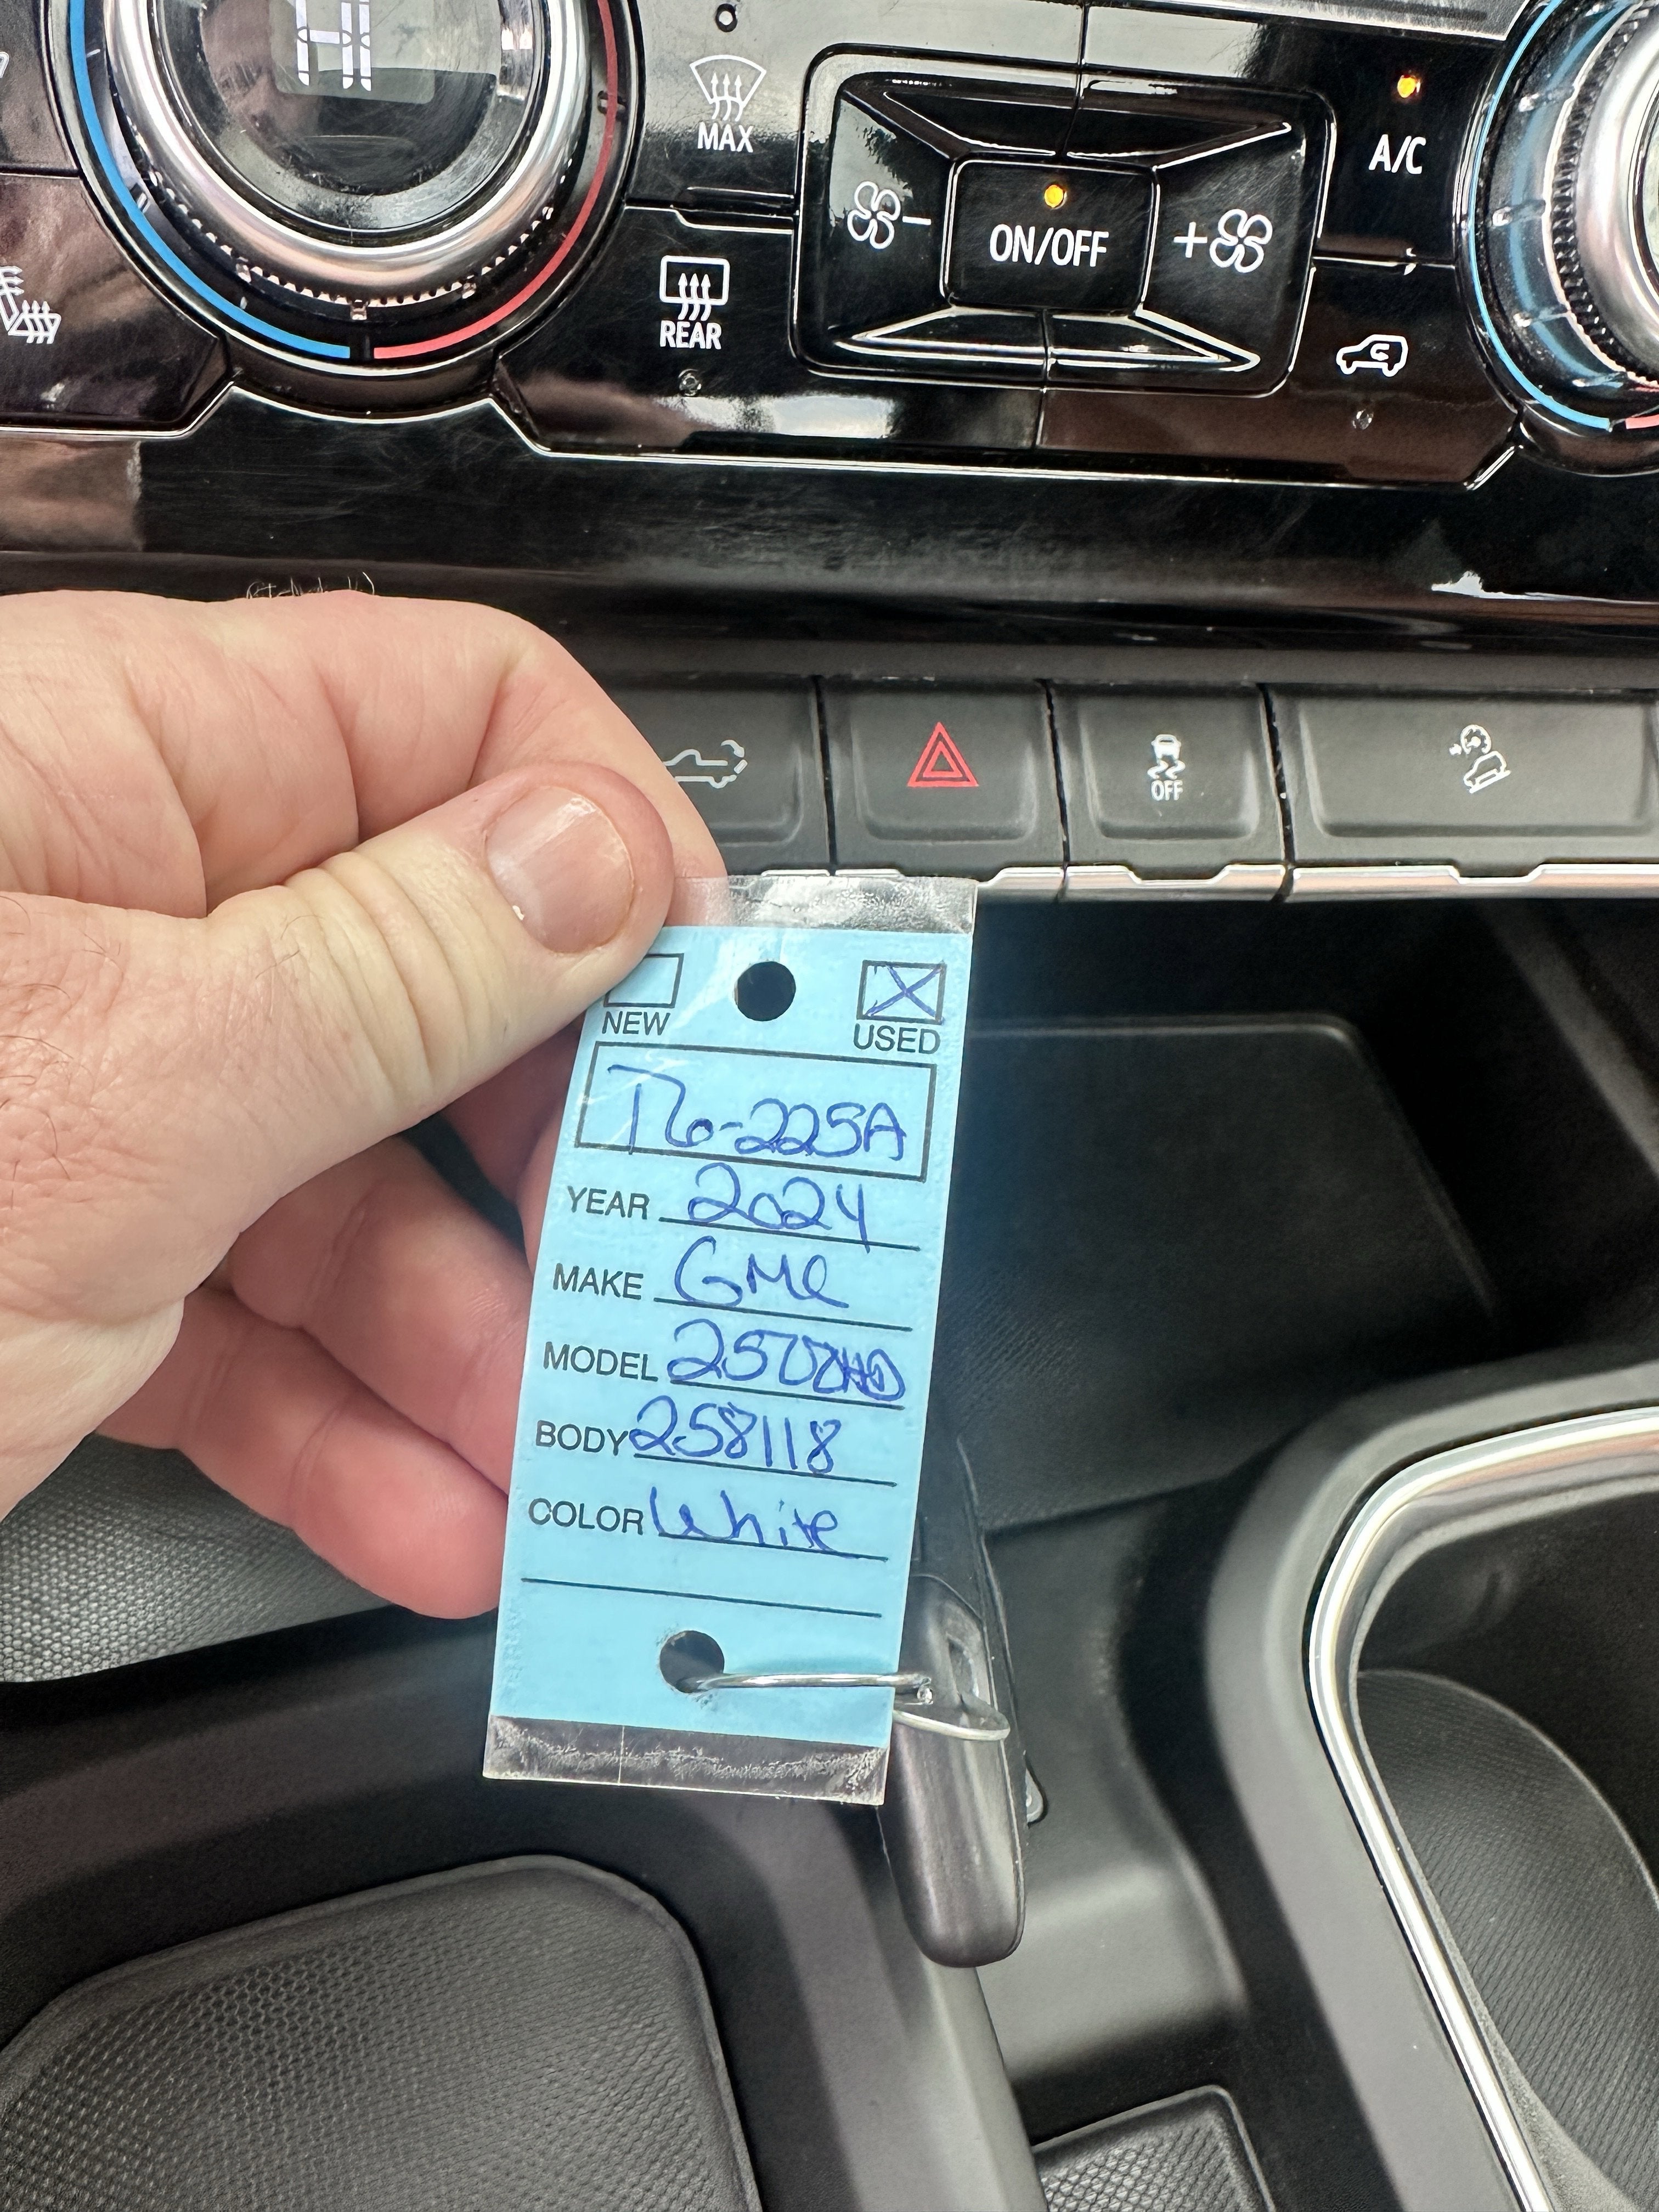 HI
MAX
A/C
ON/OFF
REAR
OFF
NEW
USED
T6-225A
YEAR 2024
MAKE GMC
MODEL 2500HD
BODY 258118
COLOR White